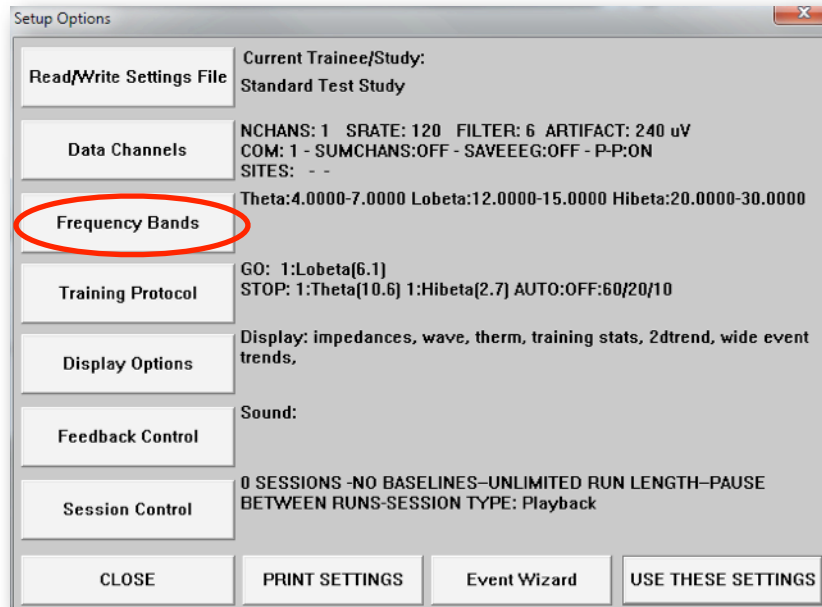 Setup Options
Read/Write Settings File
Current Trainee/Study:
Standard Test Study
Data Channels
NCHANS: 1 SRATE: 120 FILTER: 6 ARTIFACT: 240 uV
COM: 1 - SUMCHANS:OFF - SAVEEEG:OFF - P-P:ON
SITES: - -
Frequency Bands
Theta:4.0000-7.0000 Lobeta:12.0000-15.0000 Hibeta:20.0000-30.0000
Training Protocol
GO: 1:Lobeta(6.1)
STOP: 1:Theta(10.6) 1:Hibeta(2.7) AUTO:OFF:60/20/10
Display Options
Display: impedances, wave, therm, training stats, 2dtrend, wide event
trends,
Feedback Control
Sound:
Session Control
0 SESSIONS -NO BASELINES--UNLIMITED RUN LENGTH--PAUSE
BETWEEN RUNS-SESSION TYPE: Playback
CLOSE
PRINT SETTINGS
Event Wizard
USE THESE SETTINGS